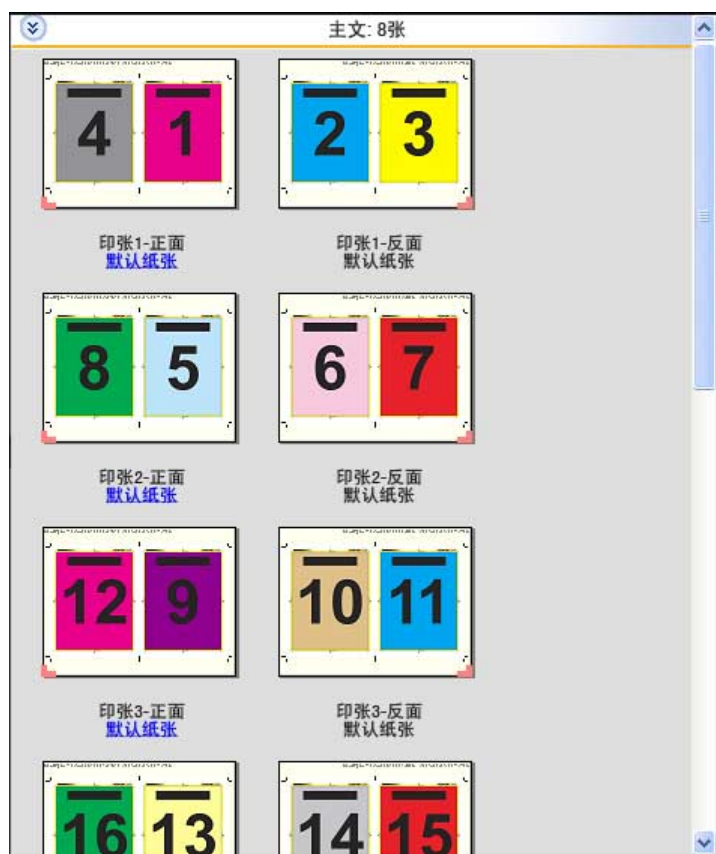 主文: 8张
4 1
2 3
印张1-正面
默认纸张
印张1-反面
默认纸张
8 5
6 7
印张2-正面
默认纸张
印张2-反面
默认纸张
12 9
10 11
印张3-正面
默认纸张
印张3-反面
默认纸张
16 13
14 15